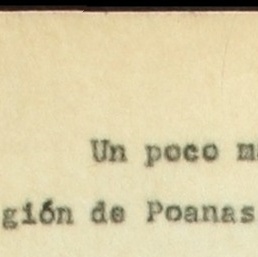 Un poco m
gión de Poanas